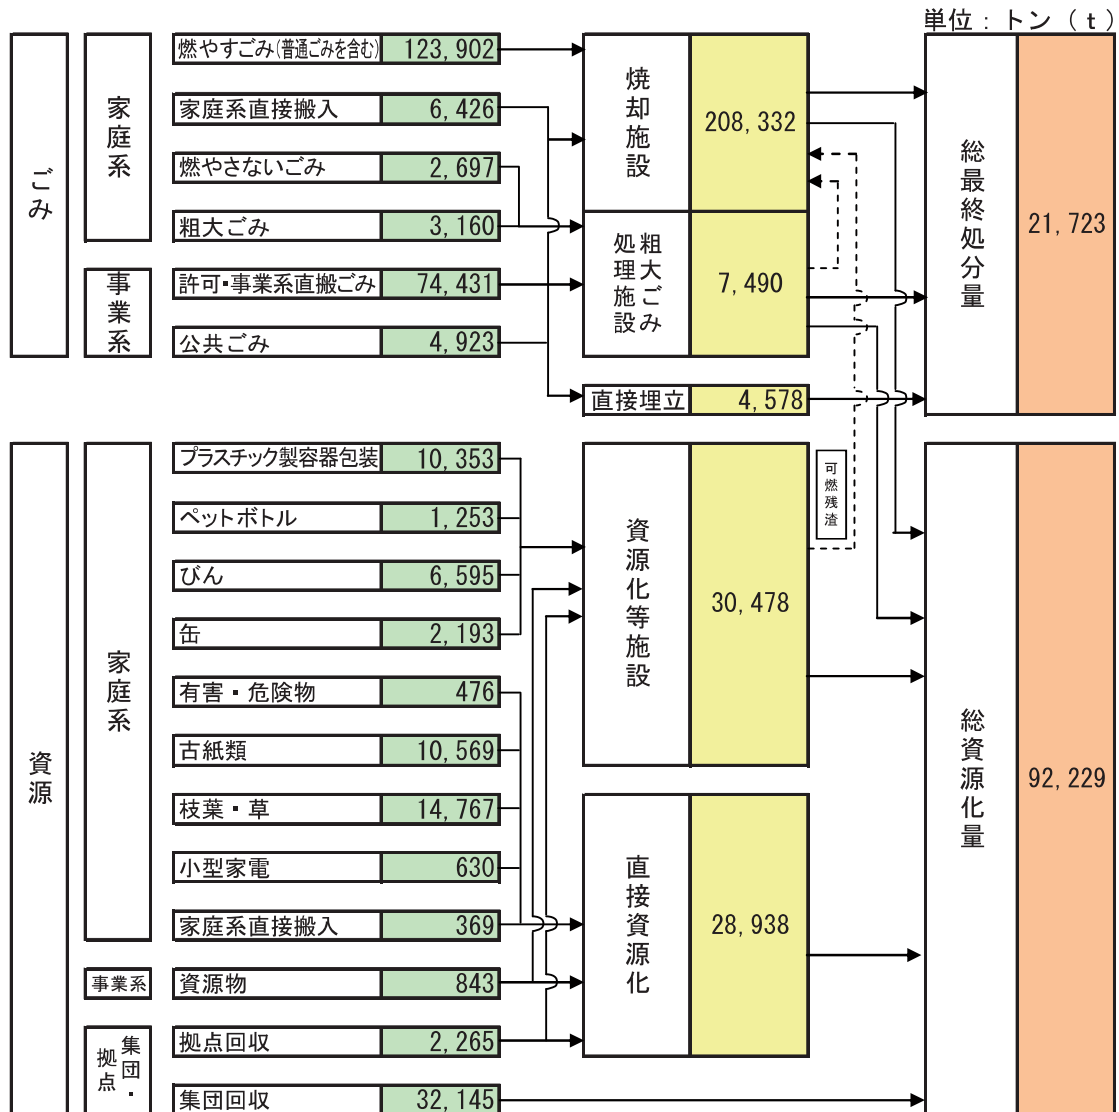 単位：トン（ｔ）
ごみ
家庭系
燃やすごみ(普通ごみを含む) 123,902
家庭系直接搬入 6,426
燃やさないごみ 2,697
粗大ごみ 3,160
事業系
許可・事業系直搬ごみ 74,431
公共ごみ 4,923
焼却施設 208,332
粗大ごみ
処理施設
7,490
直接埋立 4,578
総最終処分量 21,723
資源
家庭系
プラスチック製容器包装 10,353
ペットボトル 1,253
びん 6,595
缶 2,193
有害・危険物 476
古紙類 10,569
枝葉・草 14,767
小型家電 630
家庭系直接搬入 369
事業系
資源物 843
集団・
拠点
拠点回収 2,265
集団回収 32,145
資源化等施設 30,478
可燃残渣
直接資源化 28,938
総資源化量 92,229